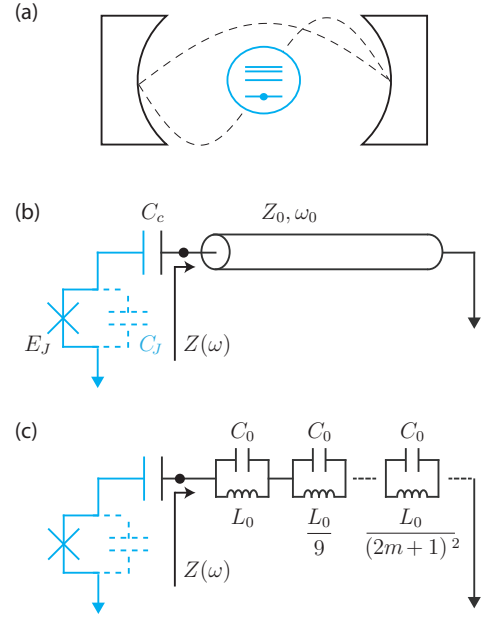 (a)
(b)
C_c
Z_0, ω_0
E_J
C_J
Z(ω)
(c)
C_0 C_0 C_0
L_0 L_0/9 L_0/(2m+1)^2
Z(ω)